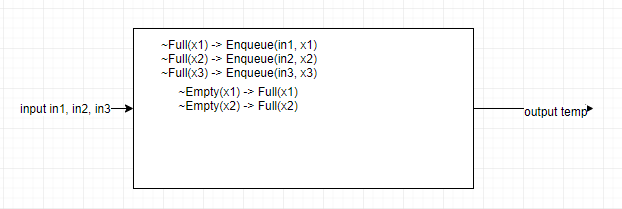 ~Full(x1) -> Enqueue(in1, x1)
~Full(x2) -> Enqueue(in2, x2)
~Full(x3) -> Enqueue(in3, x3)
~Empty(x1) -> Full(x1)
~Empty(x2) -> Full(x2)
input in1, in2, in3
output temp